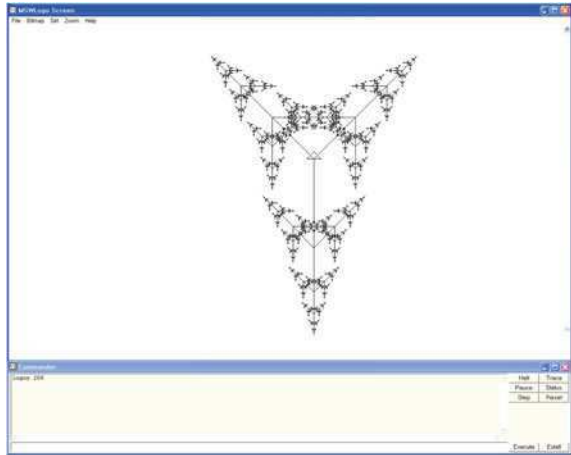 MSWLogo Screen
File Bitmap Set Zoom Help
Commander
Halt Trace
Pause Status
Step Reset
Execute Edall